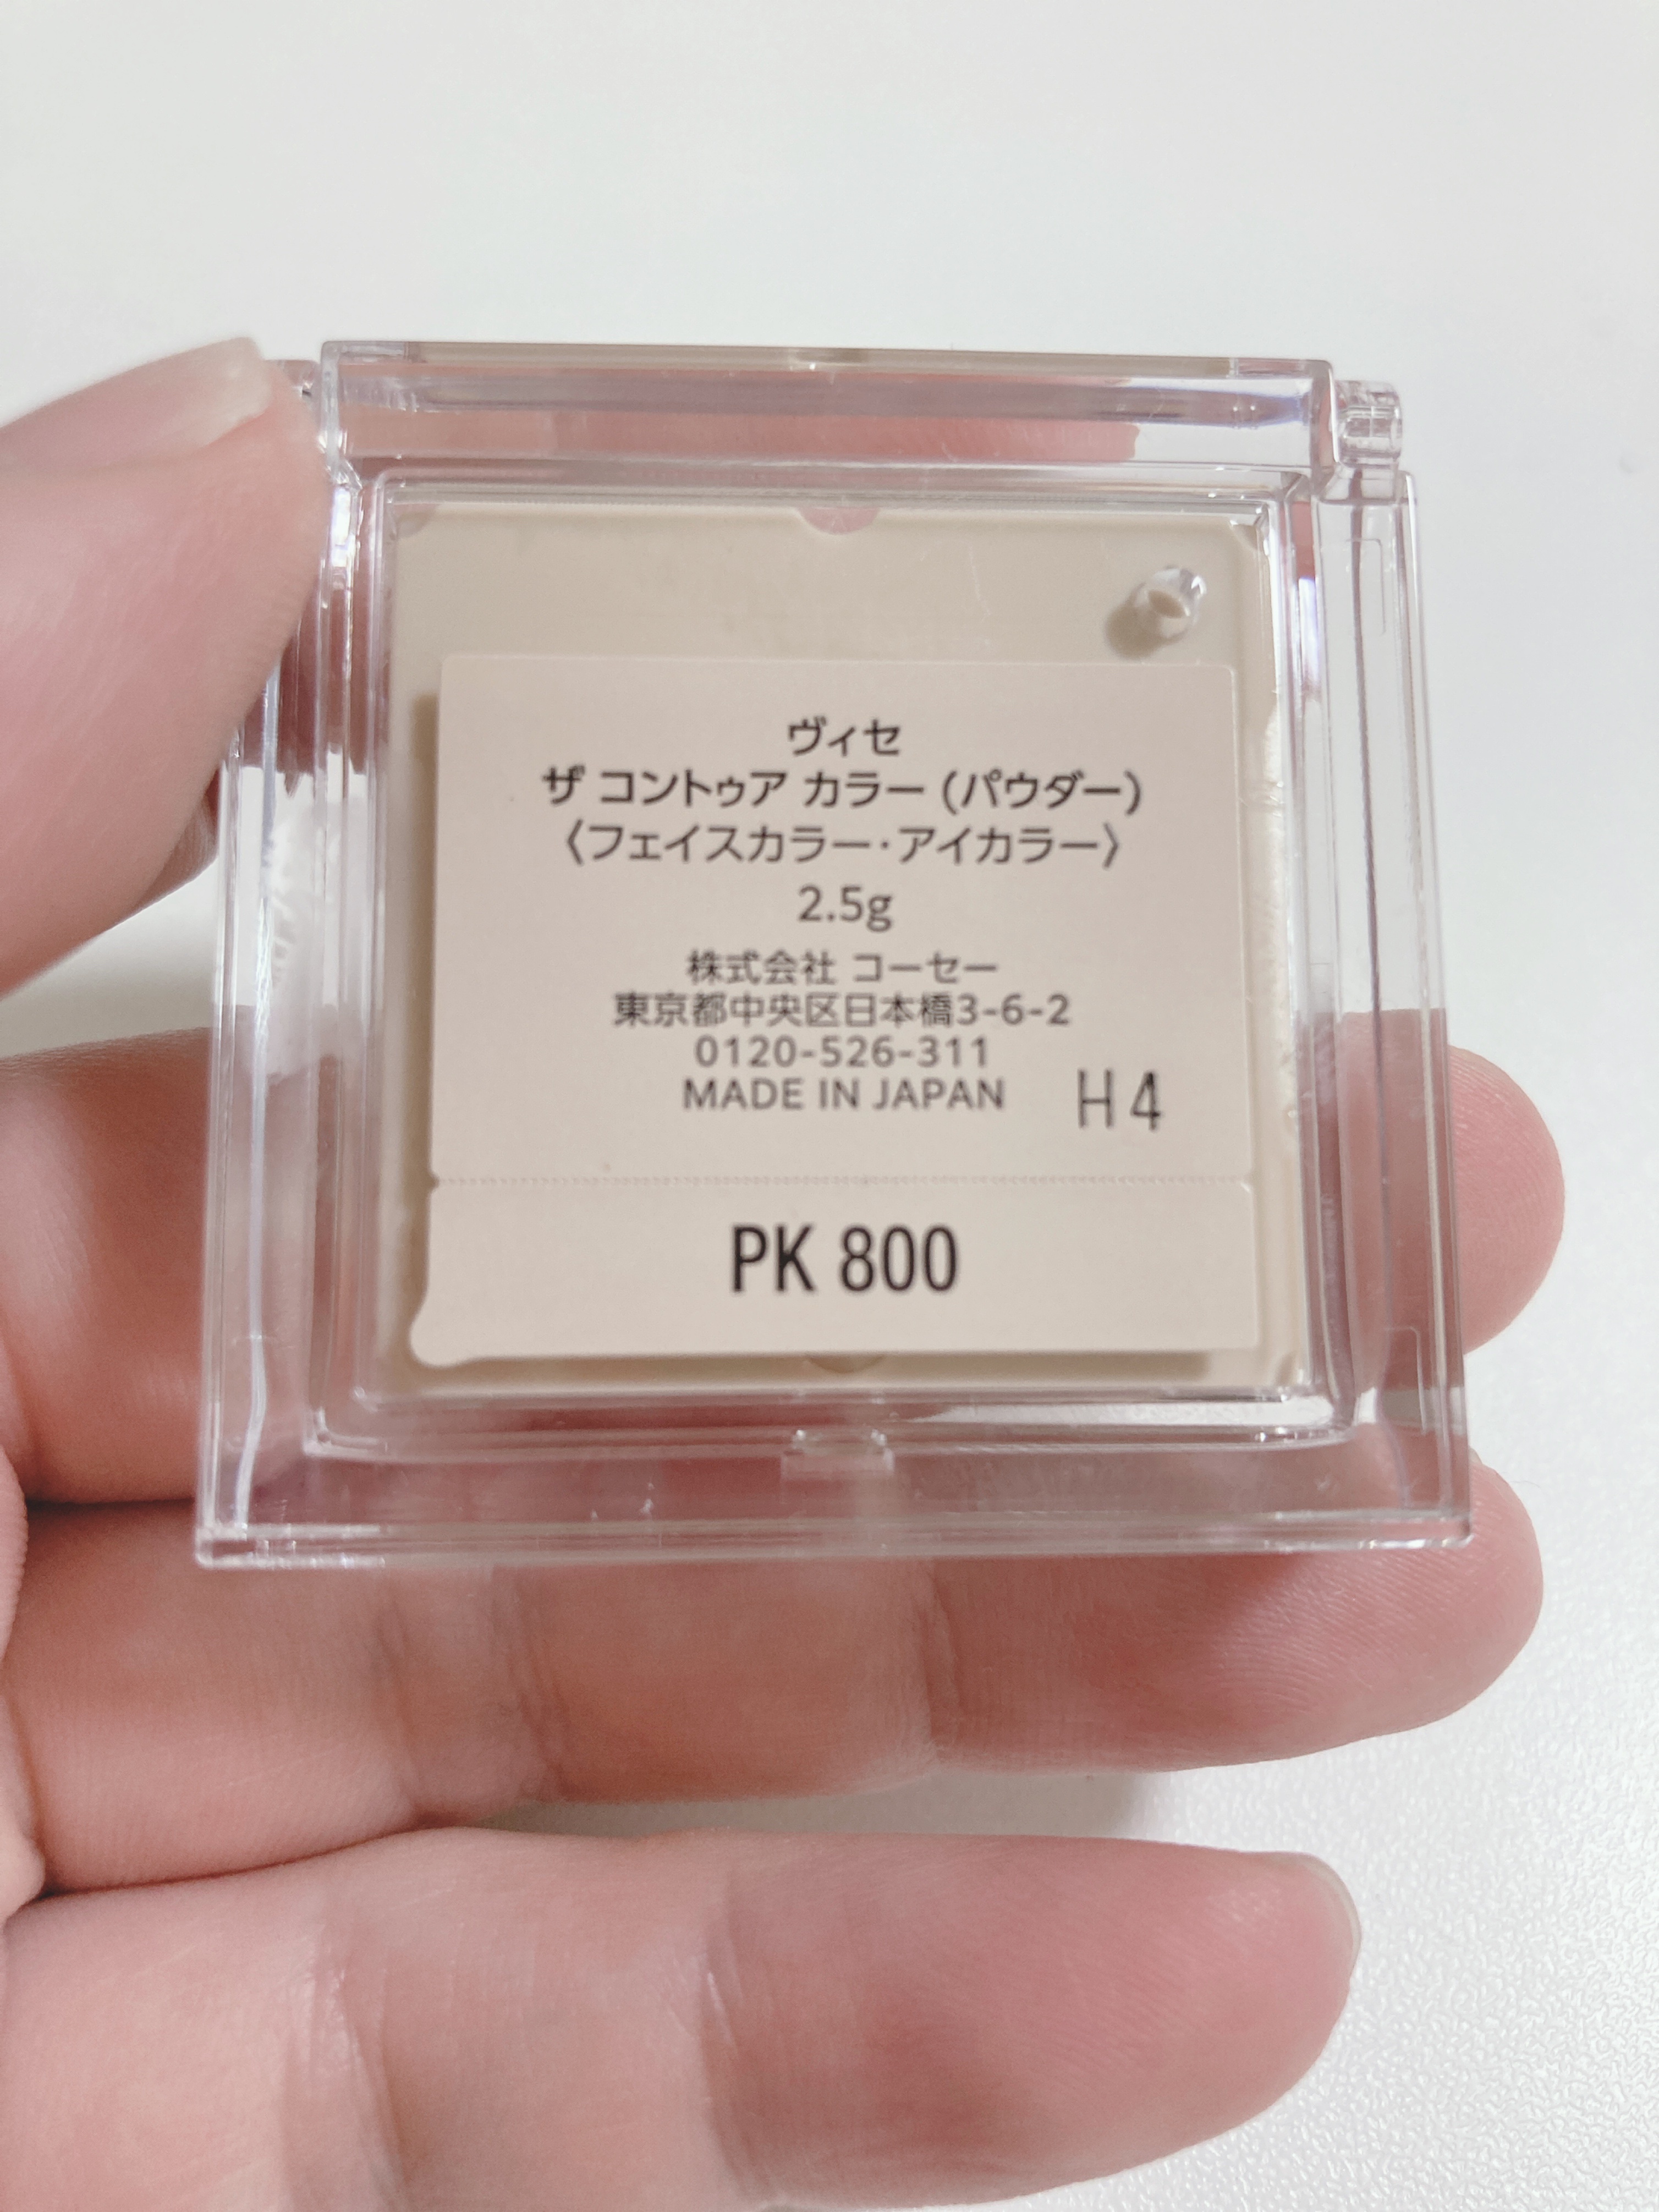 ヴィセ
ザ コントゥア カラー (パウダー)
〈フェイスカラー・アイカラー〉
2.5g
株式会社 コーセー
東京都中央区日本橋3-6-2
0120-526-311
MADE IN JAPAN
H4
PK 800